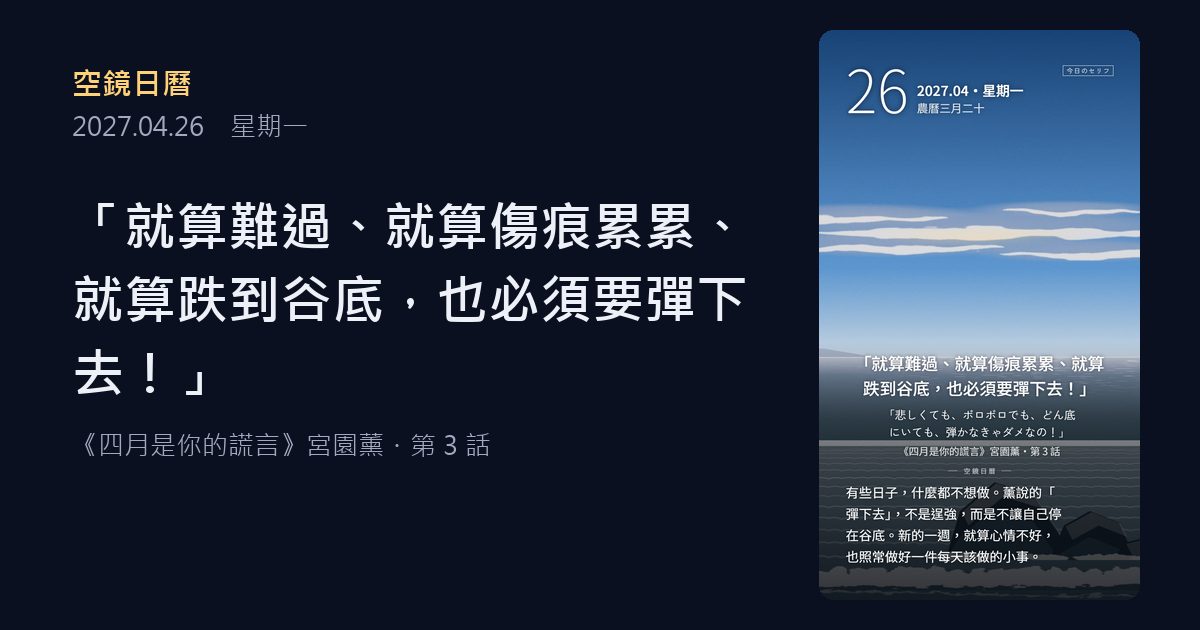 空鏡日曆
2027.04.26　星期一
「就算難過、就算傷痕累累、
就算跌到谷底，也必須要彈下
去！」
《四月是你的謊言》宮園薰．第 3 話
今日のセリフ
26
2027.04・星期一
農曆三月二十
「就算難過、就算傷痕累累、就算
跌到谷底，也必須要彈下去！」
「悲しくても、ボロボロでも、どん底
にいても、弾かなきゃダメなの！」
《四月是你的謊言》宮園薰・第 3 話
— 空鏡日曆 —
有些日子，什麼都不想做。薰說的「
彈下去」，不是逞強，而是不讓自己停
在谷底。新的一週，就算心情不好，
也照常做好一件每天該做的小事。